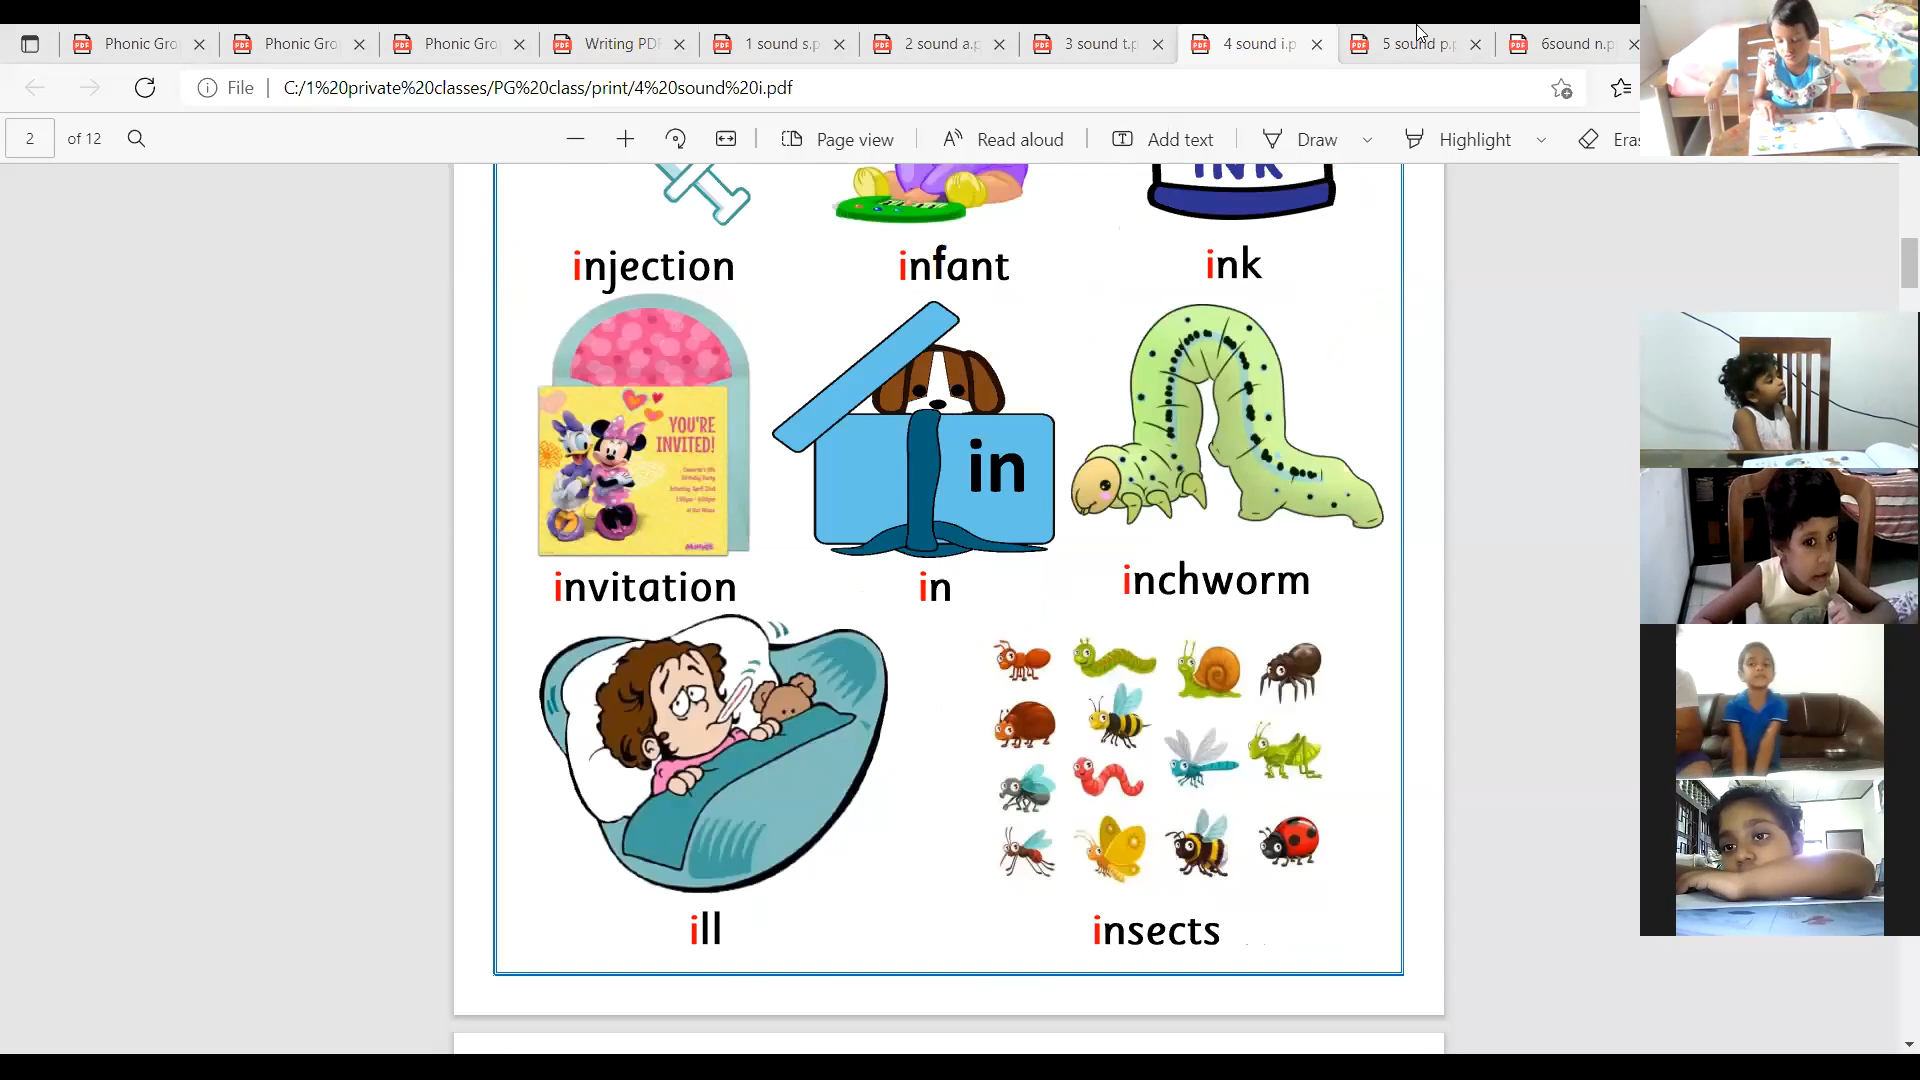 Phonic Gro
Phonic Gro
Phonic Gro
Writing PDF
1 sound s.p
2 sound a.p
3 sound t.p
4 sound i.p
5 sound p.p
6sound n.p
File
C:/1%20private%20classes/PG%20class/print/4%20sound%20i.pdf
2 of 12
Page view
Read aloud
Add text
Draw
Highlight
Eras
INK
injection infant ink
YOU'RE
INVITED!
in
invitation in inchworm
ill insects